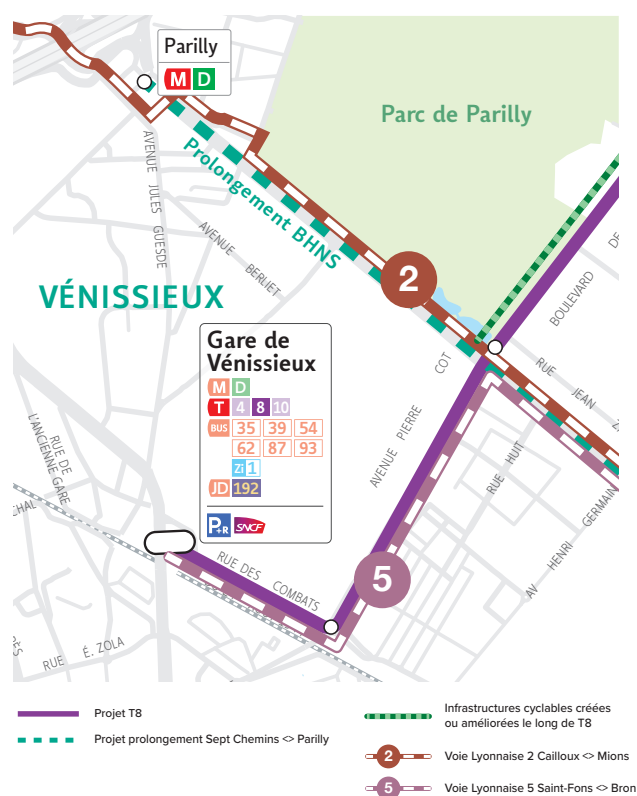 Parilly
M D
Parc de Parilly
Prolongement BHNS
AVENUE JULES GUESDE
AVENUE BERLIET
VÉNISSIEUX
2
BOULEVARD DE
RUE JEAN
Gare de
Vénissieux
M D
T 4 8 10
BUS 35 39 54
62 87 93
Zi 1
JD 192
P+R SNCF
AVENUE PIERRE COT
RUE HUIT
AV HENRI GERMAIN
RUE DE
L'ANCIENNE GARE
CHAL
RUE DES COMBATS
5
RUE É. ZOLA
Projet T8
Projet prolongement Sept Chemins <> Parilly
Infrastructures cyclables créées
ou améliorées le long de T8
2 Voie Lyonnaise 2 Cailloux <> Mions
5 Voie Lyonnaise 5 Saint-Fons <> Bron